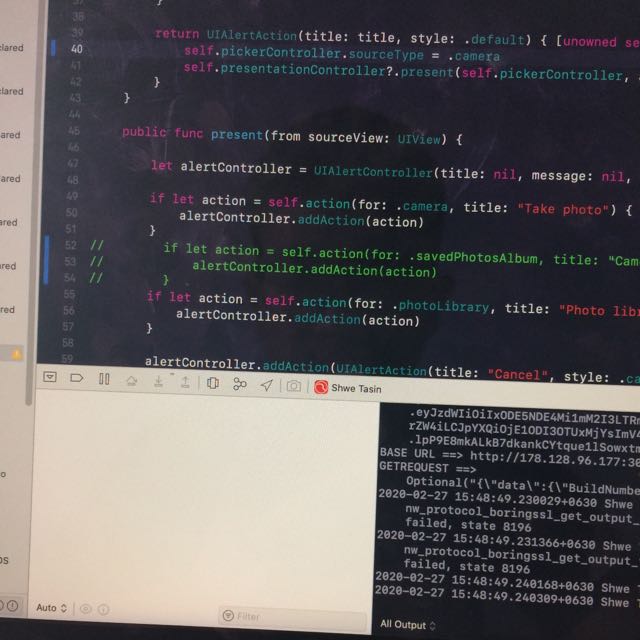 lared
38
39 return UIAlertAction(title: title, style: .default) { [unowned se
40 self.pickerController.sourceType = .camera
41 self.presentationController?.present(self.pickerController,
lared
42 }
43 }
44
ared
45 public func present(from sourceView: UIView) {
46
47 let alertController = UIAlertController(title: nil, message: nil,
ared
48
49 if let action = self.action(for: .camera, title: "Take photo") {
50 alertController.addAction(action)
ared
51 }
52 // if let action = self.action(for: .savedPhotosAlbum, title: "Cam
53 // alertController.addAction(action)
red
54 // }
55 if let action = self.action(for: .photoLibrary, title: "Photo libr
red
56 alertController.addAction(action)
57 }
58
59 alertController.addAction(UIAlertAction(title: "Cancel", style: .ca
Shwe Tasin
BASE URL ==> http://178.128.96.177:30
GETREQUEST ==>
Optional("{\"data\":{\"BuildNumbe
2020-02-27 15:48:49.230029+0630 Shwe
nw_protocol_boringssl_get_output_
failed, state 8196
2020-02-27 15:48:49.231366+0630 Shwe
nw_protocol_boringssl_get_output_
failed, state 8196
2020-02-27 15:48:49.240168+0630 Shwe
2020-02-27 15:48:49.240309+0630 Shwe
Auto
Filter
All Output